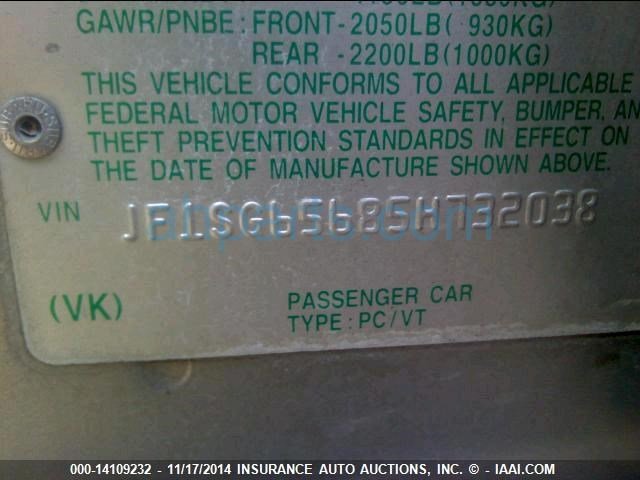 GAWR/PNBE: FRONT-2050LB( 930KG)
REAR -2200LB(1000KG)
THIS VEHICLE CONFORMS TO ALL APPLICABLE
FEDERAL MOTOR VEHICLE SAFETY, BUMPER, AN
THEFT PREVENTION STANDARDS IN EFFECT ON
THE DATE OF MANUFACTURE SHOWN ABOVE.
VIN JF1SG65685H732038
(VK) PASSENGER CAR
TYPE: PC/VT
000-14109232 - 11/17/2014 INSURANCE AUTO AUCTIONS, INC. - IAAI.COM